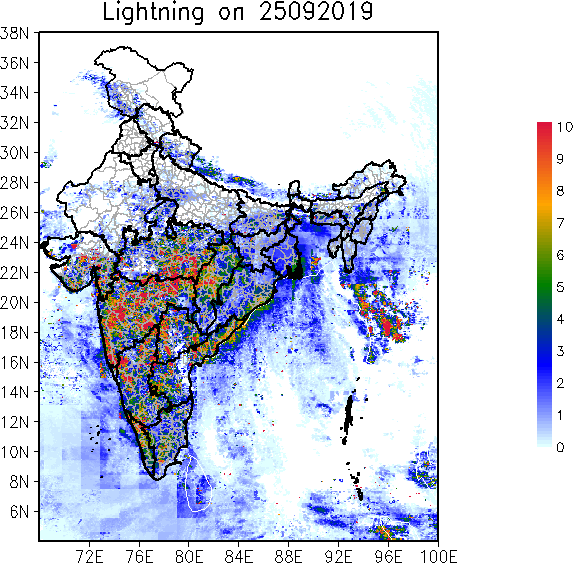 Lightning on 25092019
38N
36N
34N
32N
30N
28N
26N
24N
22N
20N
18N
16N
14N
12N
10N
8N
6N
72E 76E 80E 84E 88E 92E 96E 100E
10
9
8
7
6
5
4
3
2
1
0